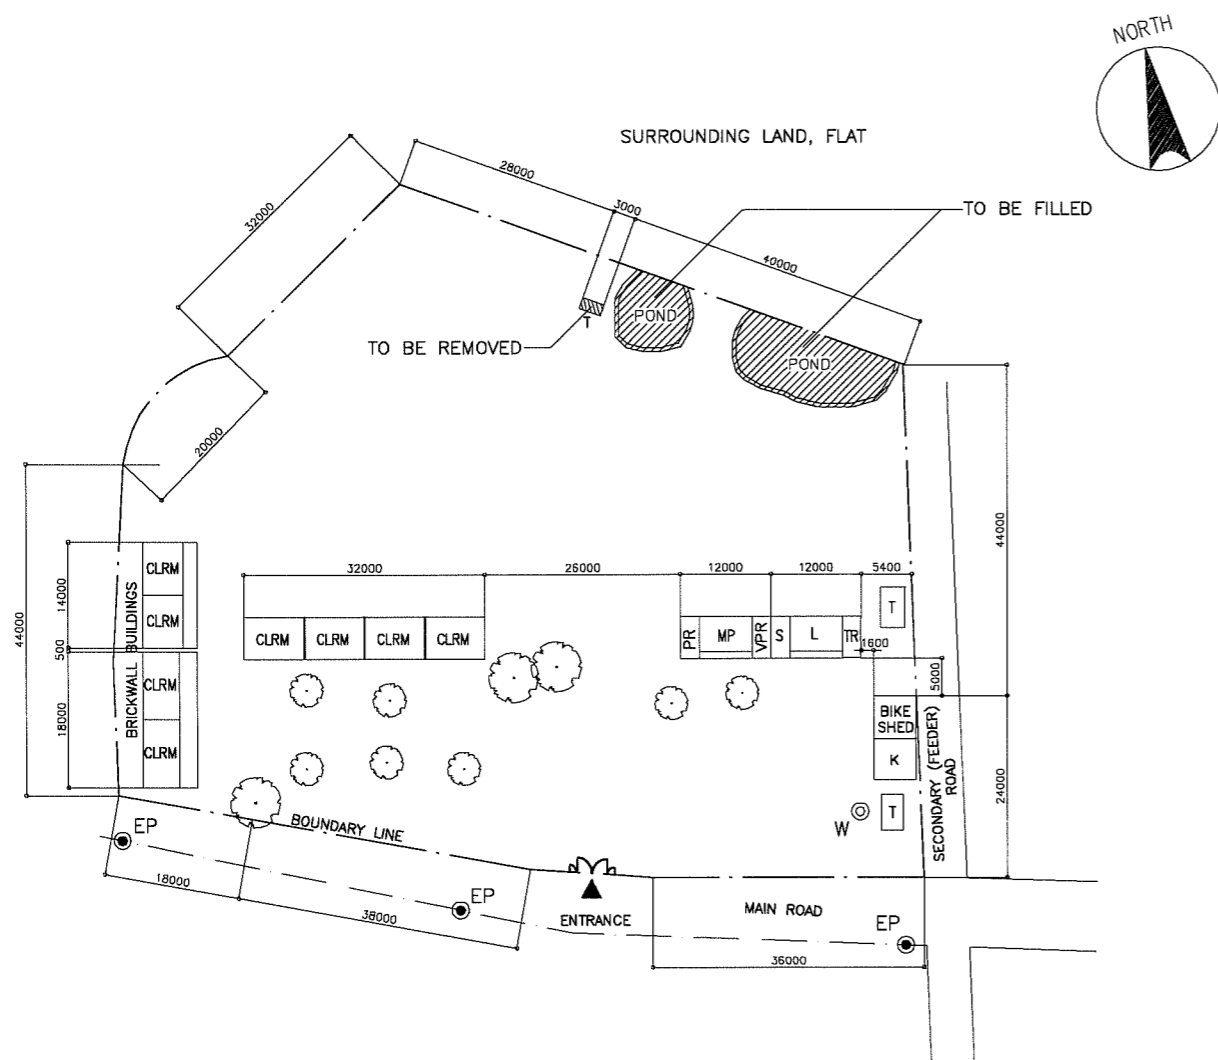 NORTH
SURROUNDING LAND, FLAT
28000
3000
TO BE FILLED
32000
40000
POND
T
TO BE REMOVED
POND
20000
44000
44000
14000
500
18000
BRICKWALL BUILDINGS
CLRM
CLRM
CLRM
CLRM
32000
26000
12000
12000
5400
CLRM
CLRM
CLRM
CLRM
PR
MP
VPR
S
L
TR
T
1600
5000
BIKE
SHED
K
24000
SECONDARY (FEEDER)
ROAD
W
T
BOUNDARY LINE
EP
18000
38000
EP
ENTRANCE
MAIN ROAD
EP
36000